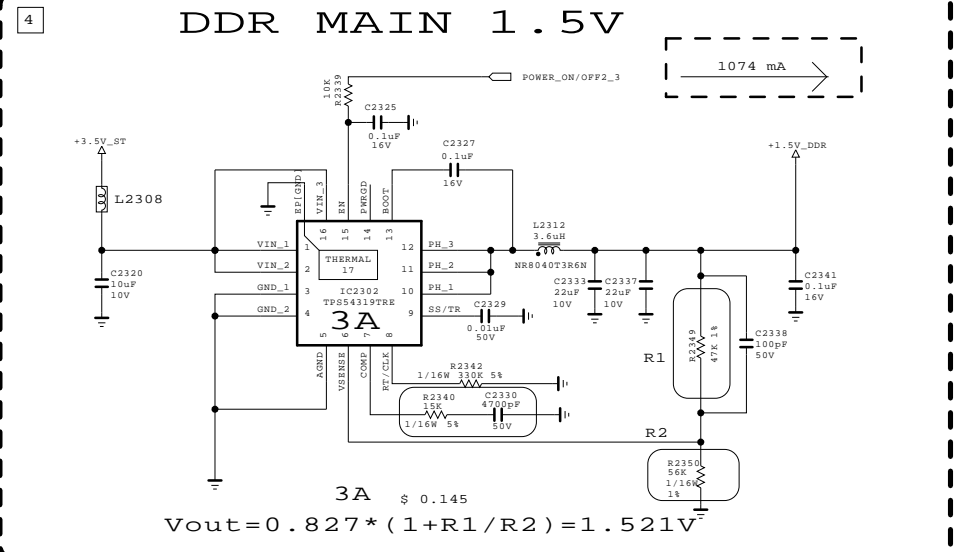 4
DDR MAIN 1.5V
1074 mA
10K
R2339
POWER_ON/OFF2_3
C2325
0.1uF
16V
C2327
0.1uF
16V
+3.5V_ST
+1.5V_DDR
L2308
EP[GND]
VIN_3
EN
PWRGD
BOOT
16
15
14
13
L2312
3.6uH
NR8040T3R6N
VIN_1
1
THERMAL
17
12
PH_3
VIN_2
2
11
PH_2
GND_1
3
IC2302
10
PH_1
TPS54319TRE
GND_2
4
3A
9
SS/TR
C2320
10uF
10V
C2329
0.01uF
50V
C2333
22uF
10V
C2337
22uF
10V
C2341
0.1uF
16V
5
6
7
8
AGND
VSENSE
COMP
RT/CLK
R1
R2349
47K 1%
C2338
100pF
50V
R2342
1/16W 330K 5%
R2340
15K
1/16W 5%
C2330
4700pF
50V
R2
R2350
56K
1/16W
1%
3A $ 0.145
Vout=0.827*(1+R1/R2)=1.521V